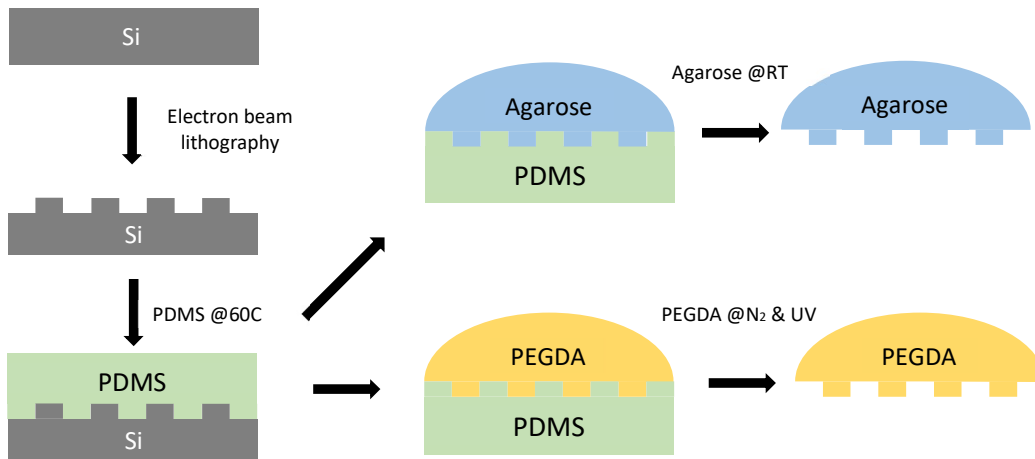 Si
Electron beam
lithography
Si
PDMS @60C
PDMS
Si
Agarose
PDMS
Agarose @RT
Agarose
PEGDA
PDMS
PEGDA @N₂ & UV
PEGDA